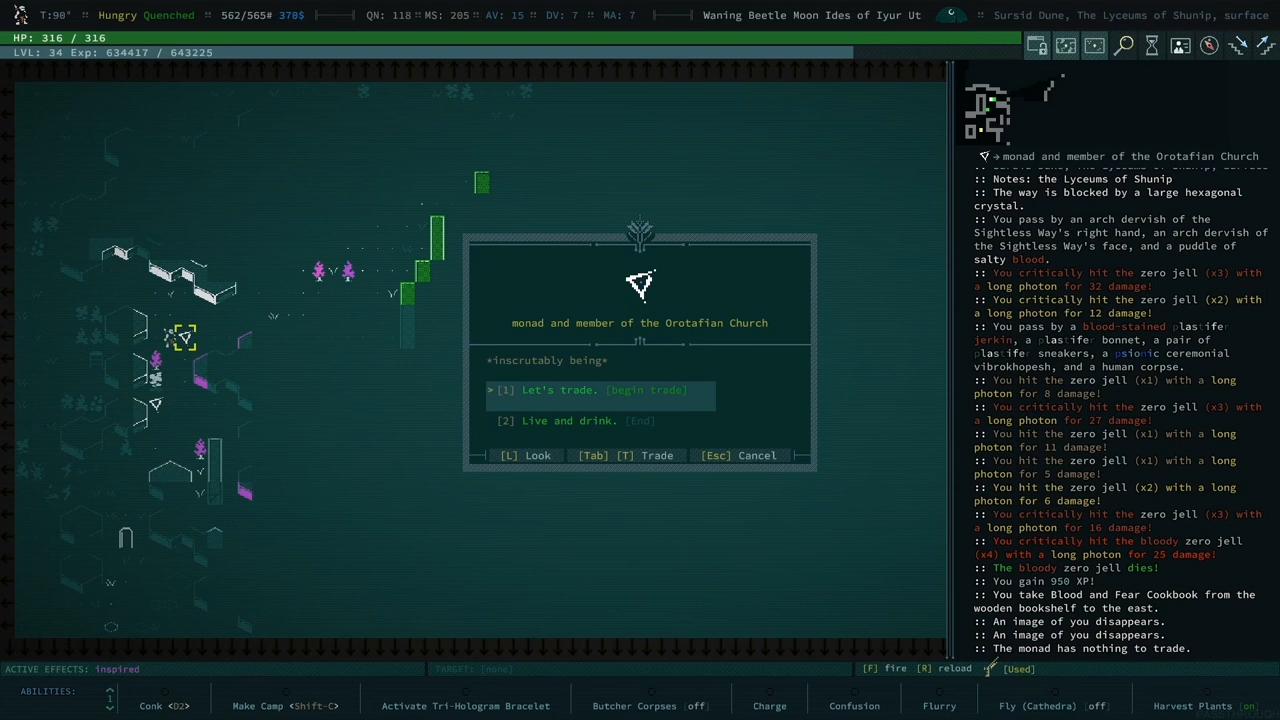 T:90° :: Hungry Quenched :: 562/565# 370$ QN: 118 :: MS: 205 :: AV: 15 :: DV: 7 :: MA: 7 Waning Beetle Moon Ides of Iyur Ut :: Sursid Dune, The Lyceums of Shunip, surface
HP: 316 / 316
LVL: 34 Exp: 634417 / 643225
monad and member of the Orotafian Church
:: Notes: the Lyceums of Shunip
:: The way is blocked by a large hexagonal
crystal.
:: You pass by an arch dervish of the
Sightless Way's right hand, an arch dervish of
the Sightless Way's face, and a puddle of
salty blood.
:: You critically hit the zero jell (x3) with
a long photon for 32 damage!
:: You critically hit the zero jell (x2) with
a long photon for 12 damage!
:: You pass by a blood-stained plastifer
jerkin, a plastifer bonnet, a pair of
plastifer sneakers, a psionic ceremonial
vibrokhopesh, and a human corpse.
:: You hit the zero jell (x1) with a long
photon for 8 damage!
:: You critically hit the zero jell (x3) with
a long photon for 27 damage!
:: You hit the zero jell (x1) with a long
photon for 11 damage!
:: You hit the zero jell (x1) with a long
photon for 5 damage!
:: You hit the zero jell (x2) with a long
photon for 6 damage!
:: You critically hit the zero jell (x3) with
a long photon for 16 damage!
:: You critically hit the bloody zero jell
(x4) with a long photon for 25 damage!
:: The bloody zero jell dies!
:: You gain 950 XP!
:: You take Blood and Fear Cookbook from the
wooden bookshelf to the east.
:: An image of you disappears.
:: An image of you disappears.
:: The monad has nothing to trade.
monad and member of the Orotafian Church
*inscrutably being*
> [1] Let's trade. [begin trade]
[2] Live and drink. [End]
[L] Look [Tab] [T] Trade [Esc] Cancel
ACTIVE EFFECTS: inspired TARGET: [none] [F] fire [R] reload [Used]
ABILITIES: 1 Conk <D2> Make Camp <Shift-C> Activate Tri-Hologram Bracelet Butcher Corpses [off] Charge Confusion Flurry Fly (Cathedra) [off] Harvest Plants [on]